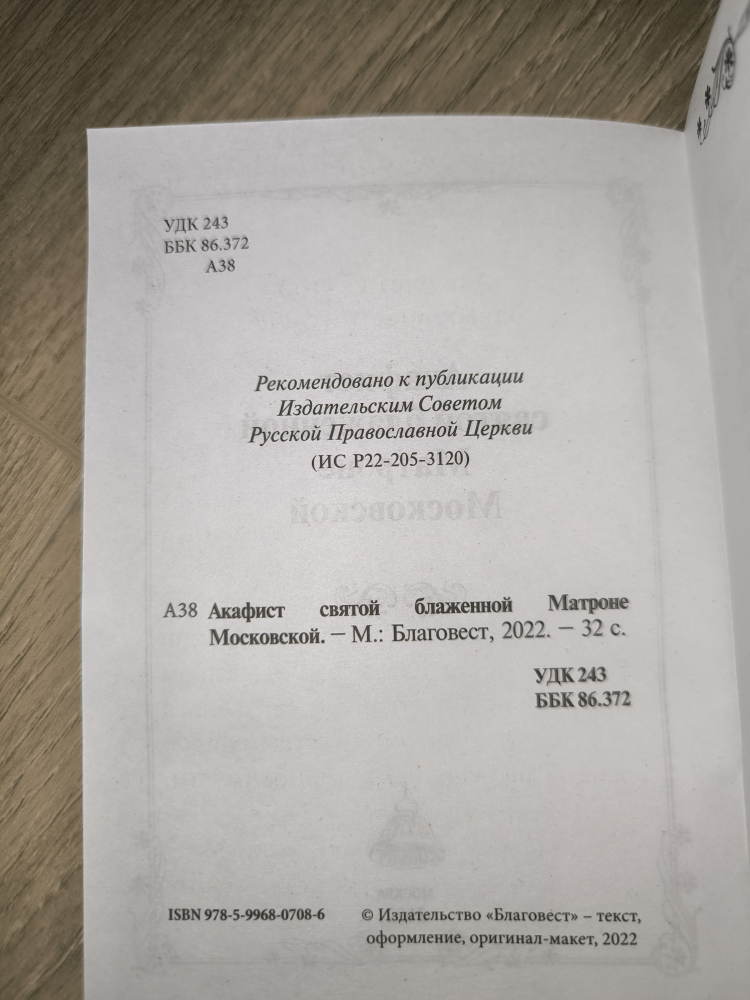 УДК 243
ББК 86.372
А38
Рекомендовано к публикации
Издательским Советом
Русской Православной Церкви
(ИС Р22-205-3120)
А38 Акафист святой блаженной Матроне
Московской. – М.: Благовест, 2022. – 32 с.
УДК 243
ББК 86.372
ISBN 978-5-9968-0708-6
© Издательство «Благовест» – текст,
оформление, оригинал-макет, 2022